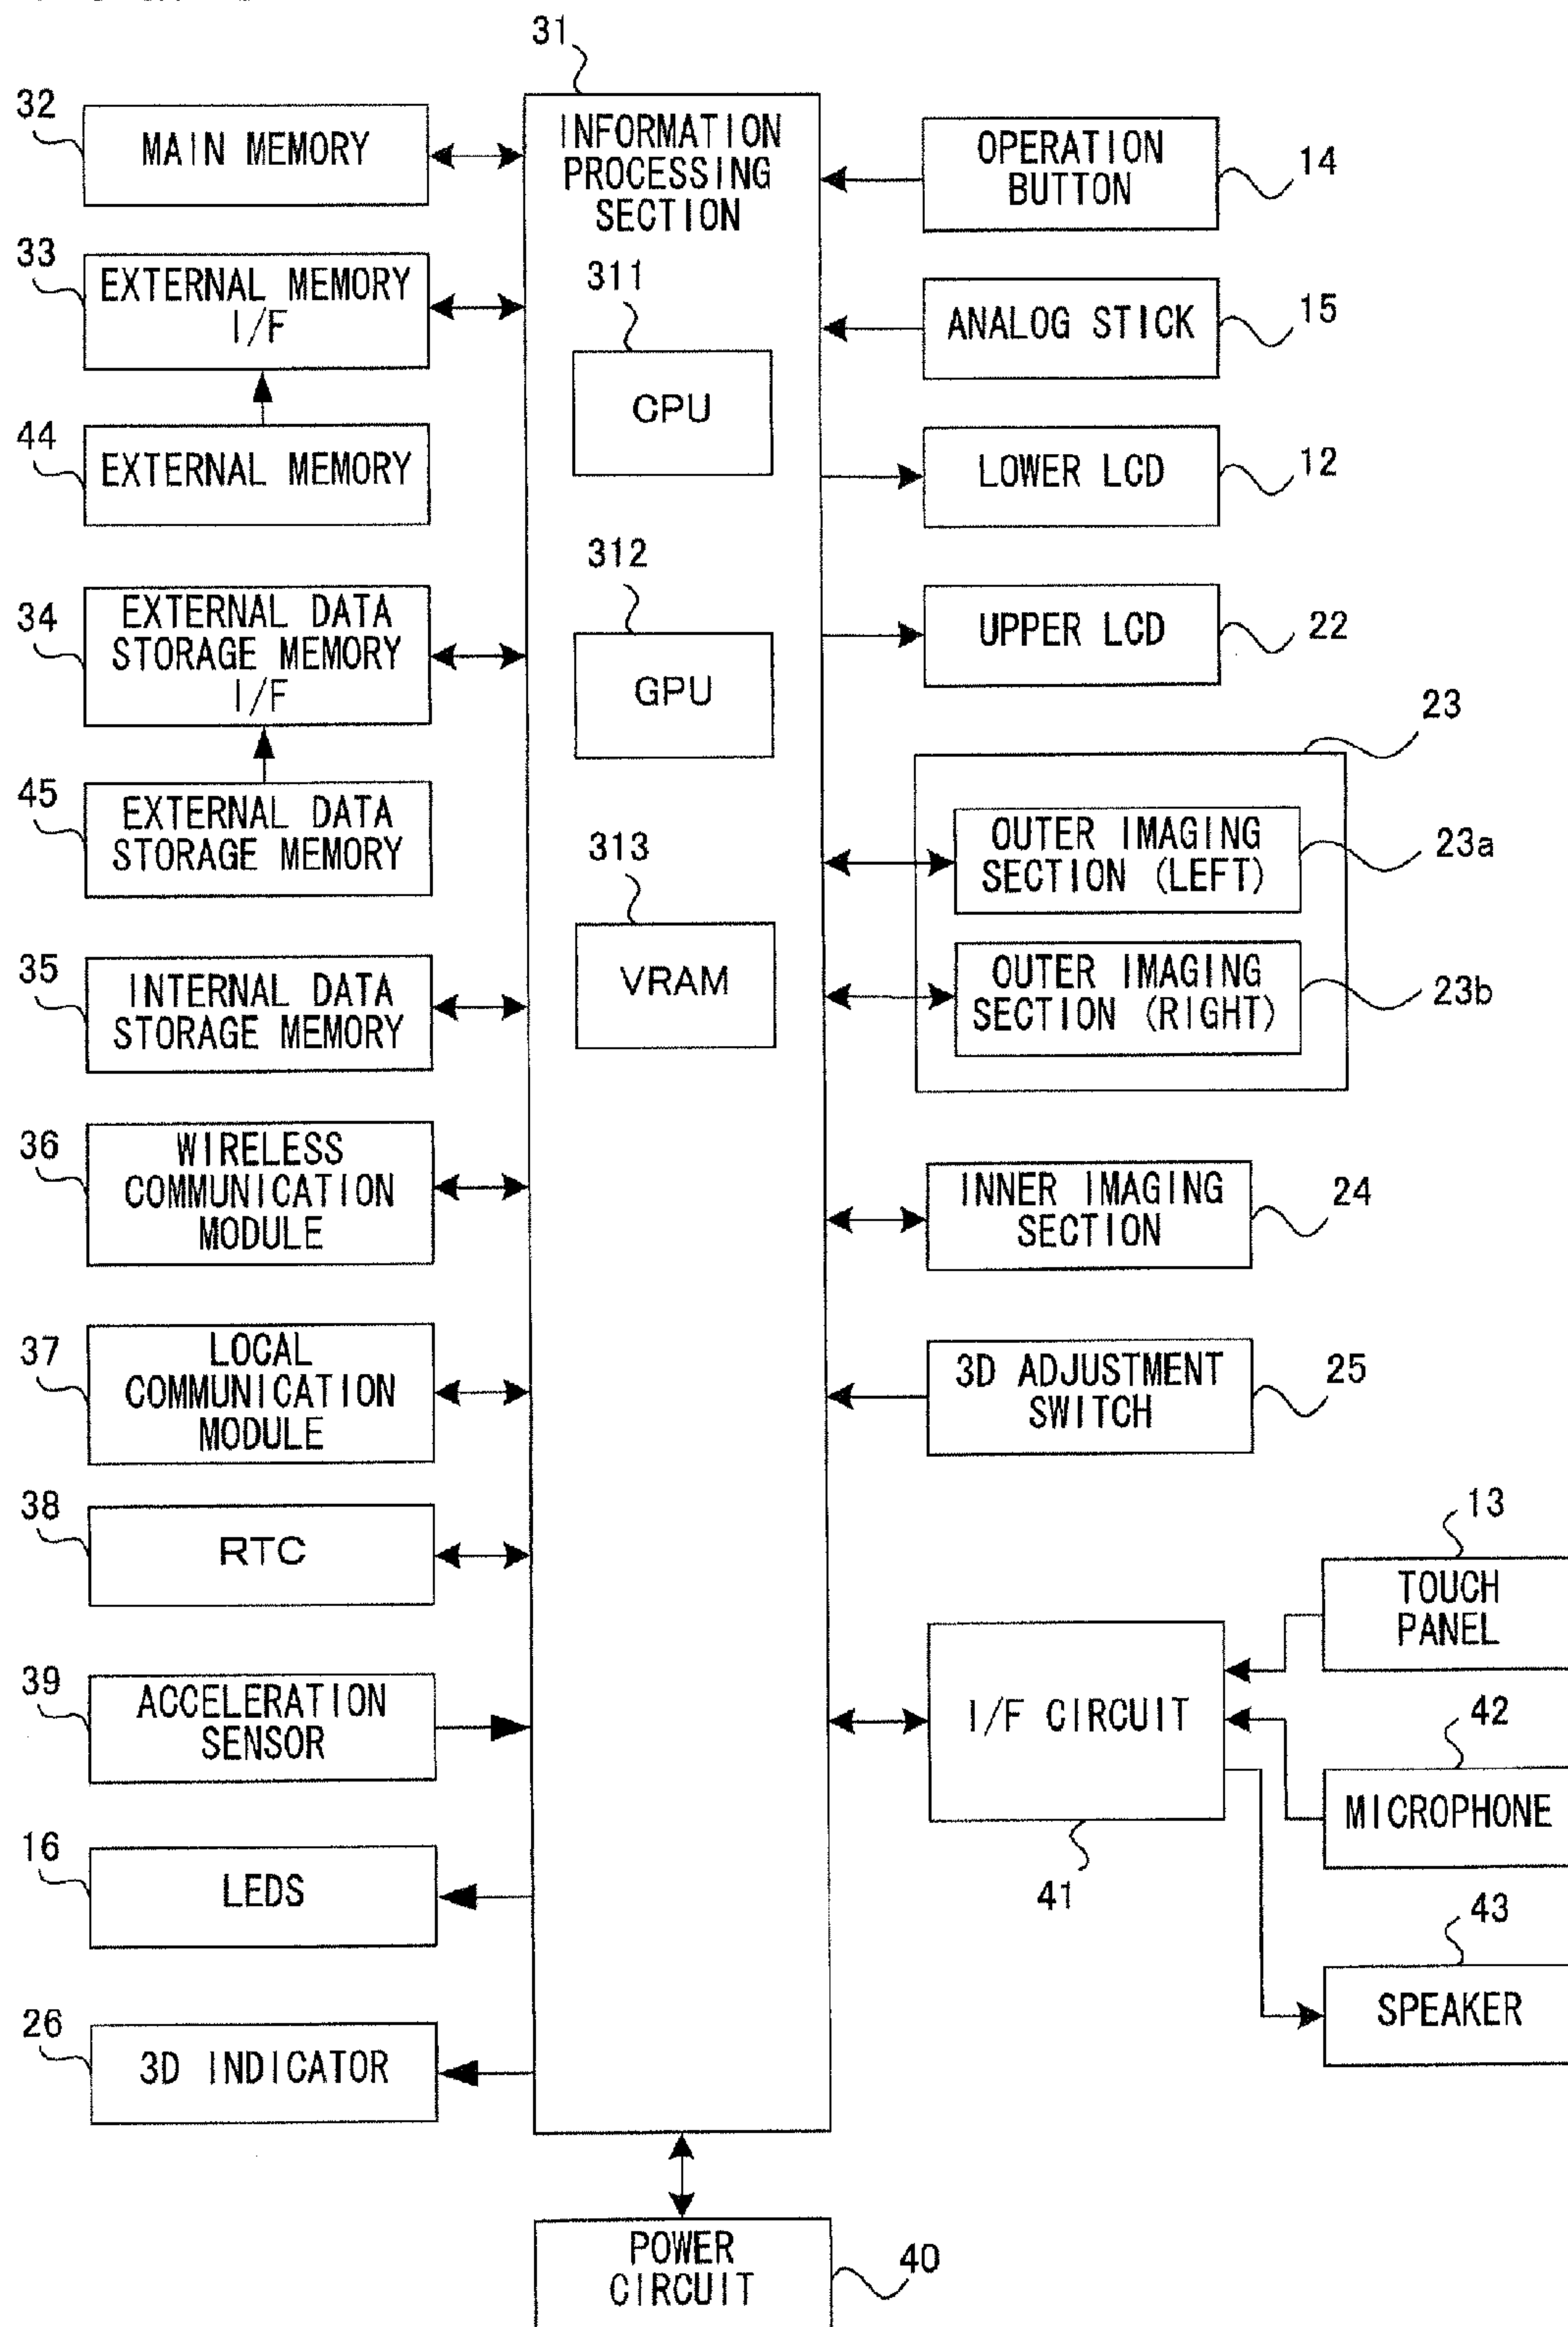 31
32
MAIN MEMORY
33
EXTERNAL MEMORY
I/F
44
EXTERNAL MEMORY
34
EXTERNAL DATA
STORAGE MEMORY
I/F
45
EXTERNAL DATA
STORAGE MEMORY
35
INTERNAL DATA
STORAGE MEMORY
36
WIRELESS
COMMUNICATION
MODULE
37
LOCAL
COMMUNICATION
MODULE
38
RTC
39
ACCELERATION
SENSOR
16
LEDS
26
3D INDICATOR
INFORMATION
PROCESSING
SECTION
311
CPU
312
GPU
313
VRAM
OPERATION
BUTTON
14
ANALOG STICK
15
LOWER LCD
12
UPPER LCD
22
23
OUTER IMAGING
SECTION (LEFT)
23a
OUTER IMAGING
SECTION (RIGHT)
23b
INNER IMAGING
SECTION
24
3D ADJUSTMENT
SWITCH
25
13
TOUCH
PANEL
I/F CIRCUIT
41
42
MICROPHONE
43
SPEAKER
POWER
CIRCUIT
40